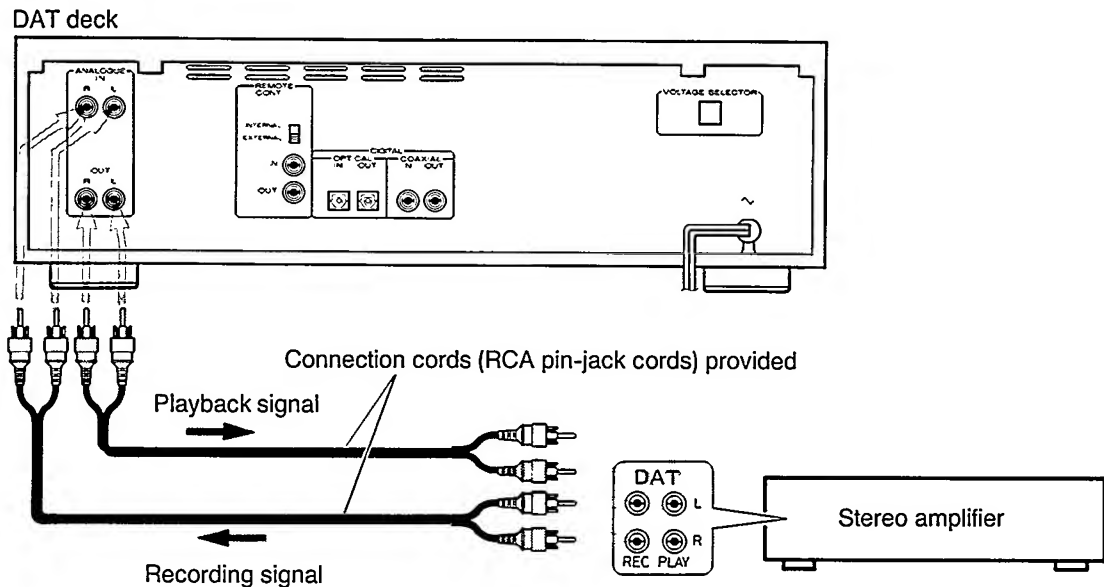 DAT deck
ANALOGUE
IN
R L
OUT
R L
REMOTE
CONT
INTERNAL
EXTERNAL
IN
OUT
DIGITAL
OPTICAL COAXIAL
IN OUT IN OUT
VOLTAGE SELECTOR
~
Connection cords (RCA pin-jack cords) provided
Playback signal
Recording signal
DAT
L
R
REC PLAY
Stereo amplifier